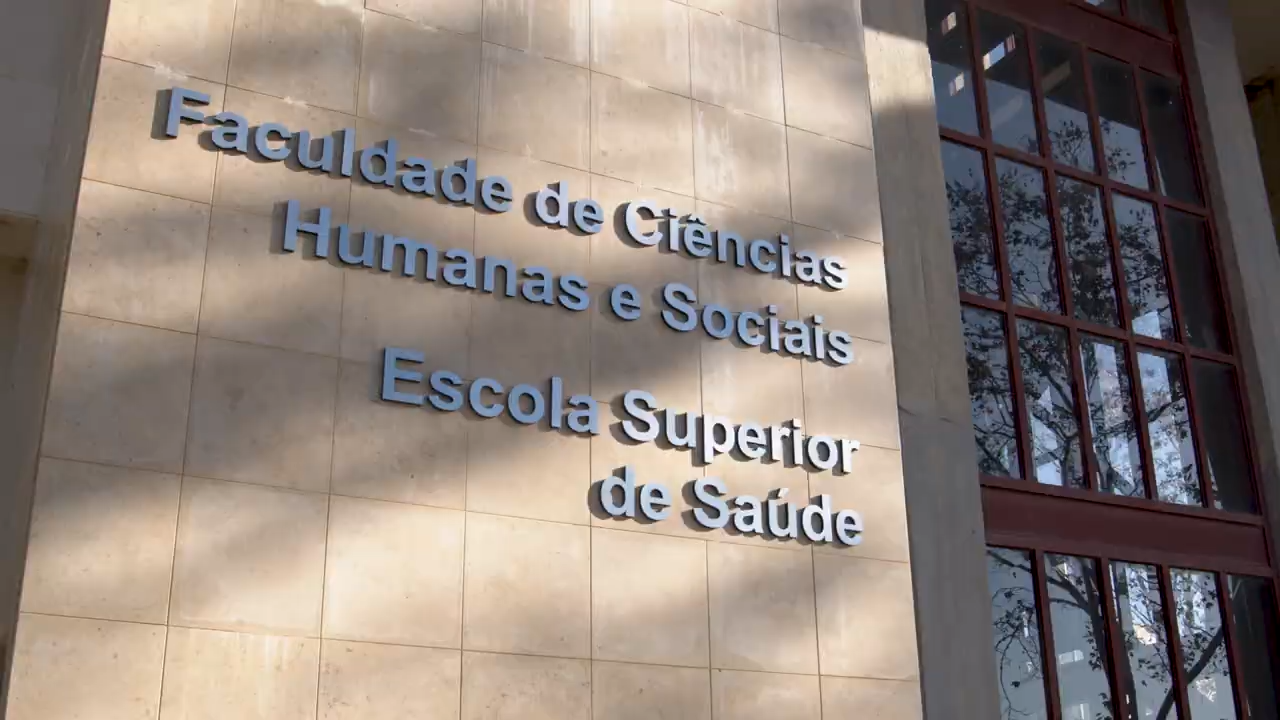 Faculdade de Ciências
Humanas e Sociais
Escola Superior
de Saúde